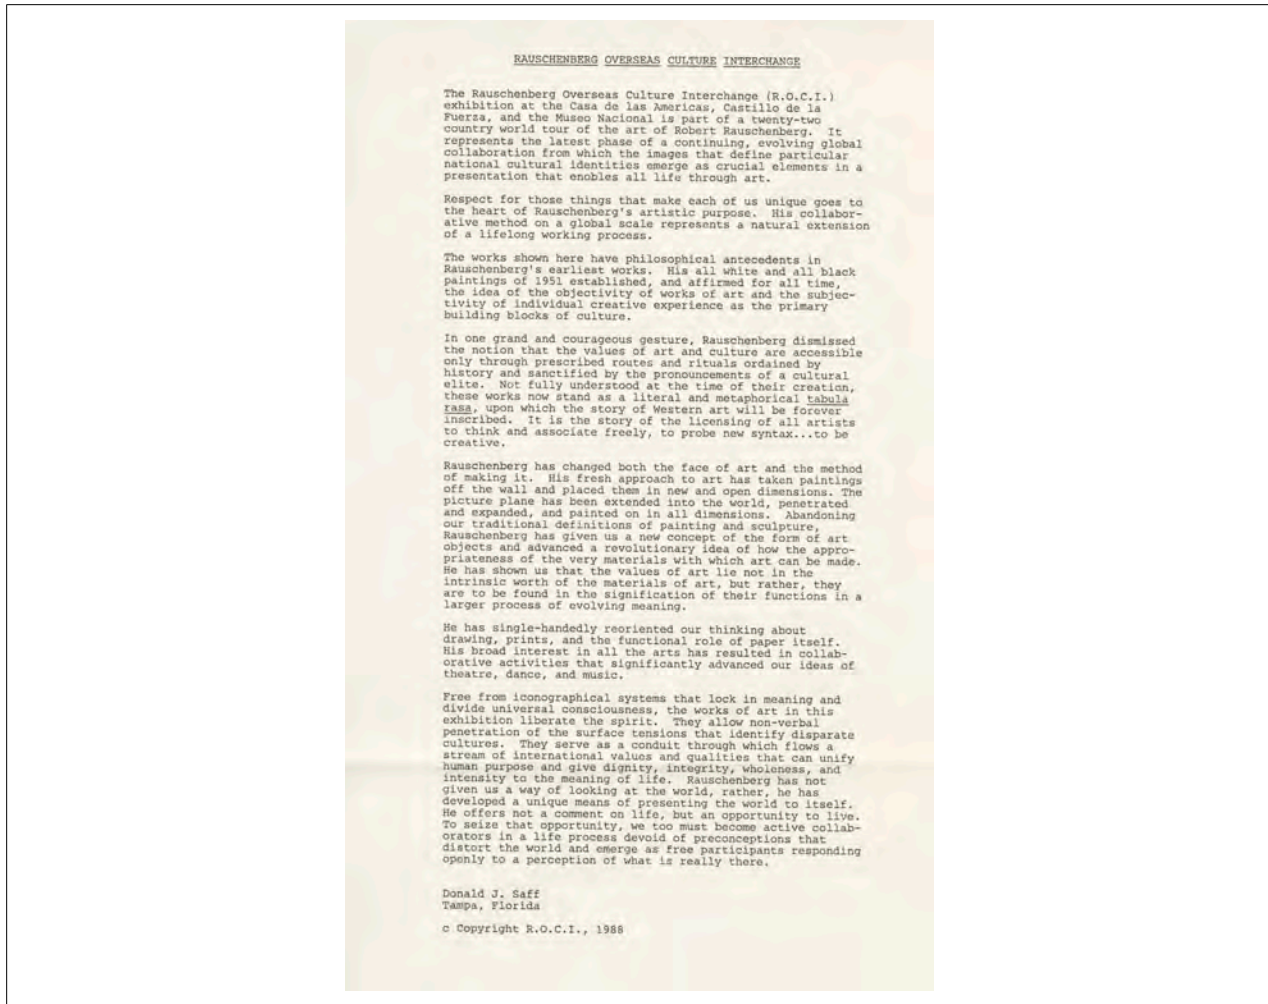 RAUSCHENBERG OVERSEAS CULTURE INTERCHANGE
The Rauschenberg Overseas Culture Interchange (R.O.C.I.)
exhibition at the Casa de las Americas, Castillo de la
Fuerza, and the Museo Nacional is part of a twenty-two
country world tour of the art of Robert Rauschenberg.  It
represents the latest phase of a continuing, evolving global
collaboration from which the images that define particular
national cultural identities emerge as crucial elements in a
presentation that enables all life through art.
Respect for those things that make each of us unique goes to
the heart of Rauschenberg's artistic purpose.  His collabor-
ative method on a global scale represents a natural extension
of a lifelong working process.
The works shown here have philosophical antecedents in
Rauschenberg's earliest works.  His all white and all black
paintings of 1951 established, and affirmed for all time,
the idea of the objectivity of works of art and the subjec-
tivity of individual creative experience as the primary
building blocks of culture.
In one grand and courageous gesture, Rauschenberg dismissed
the notion that the values of art and culture are accessible
only through prescribed routes and rituals ordained by
history and sanctified by the pronouncements of a cultural
elite.  Not fully understood at the time of their creation,
these works now stand as a literal and metaphorical tabula
rasa, upon which the story of Western art will be forever
inscribed.  It is the story of the licensing of all artists
to think and associate freely, to probe new syntax...to be
creative.
Rauschenberg has changed both the face of art and the method
of making it.  His fresh approach to art has taken paintings
off the wall and placed them in new and open dimensions. The
picture plane has been extended into the world, penetrated
and expanded, and painted on in all dimensions.  Abandoning
our traditional definitions of painting and sculpture,
Rauschenberg has given us a new concept of the form of art
objects and advanced a revolutionary idea of how the appro-
priateness of the very materials with which art can be made.
He has shown us that the values of art lie not in the
intrinsic worth of the materials of art, but rather, they
are to be found in the signification of their functions in a
larger process of evolving meaning.
He has single-handedly reoriented our thinking about
drawing, prints, and the functional role of paper itself.
His broad interest in all the arts has resulted in collab-
orative activities that significantly advanced our ideas of
theatre, dance, and music.
Free from iconographical systems that lock in meaning and
divide universal consciousness, the works of art in this
exhibition liberate the spirit.  They allow non-verbal
penetration of the surface tensions that identify disparate
cultures.  They serve as a conduit through which flows a
stream of international values and qualities that can unify
human purpose and give dignity, integrity, wholeness, and
intensity to the meaning of life.  Rauschenberg has not
given us a way of looking at the world, rather, he has
developed a unique means of presenting the world to itself.
He offers not a comment on life, but an opportunity to live.
To seize that opportunity, we too must become active collab-
orators in a life process devoid of preconceptions that
distort the world and emerge as free participants responding
openly to a perception of what is really there.
Donald J. Saff
Tampa, Florida
c Copyright R.O.C.I., 1988